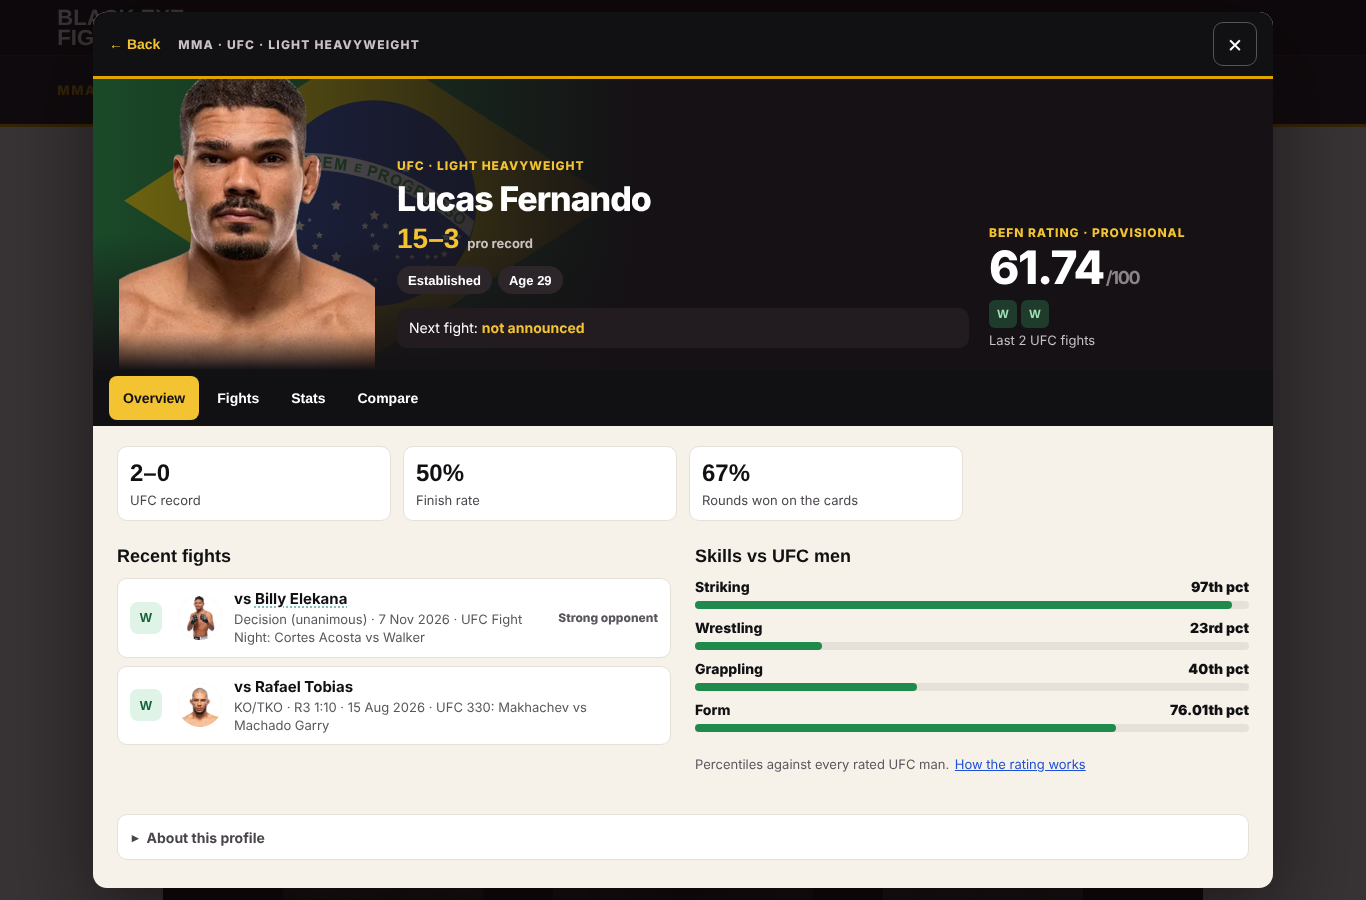 BLACK EYE
FIG
MMA
← Back
MMA · UFC · LIGHT HEAVYWEIGHT
×
UFC · LIGHT HEAVYWEIGHT
Lucas Fernando
15–3 pro record
Established
Age 29
Next fight: not announced
BEFN RATING · PROVISIONAL
61.74/100
W W
Last 2 UFC fights
Overview
Fights
Stats
Compare
2–0
UFC record
50%
Finish rate
67%
Rounds won on the cards
Recent fights
W
vs Billy Elekana
Decision (unanimous) · 7 Nov 2026 · UFC Fight
Night: Cortes Acosta vs Walker
Strong opponent
W
vs Rafael Tobias
KO/TKO · R3 1:10 · 15 Aug 2026 · UFC 330: Makhachev vs
Machado Garry
Skills vs UFC men
Striking 97th pct
Wrestling 23rd pct
Grappling 40th pct
Form 76.01th pct
Percentiles against every rated UFC man. How the rating works
▸ About this profile